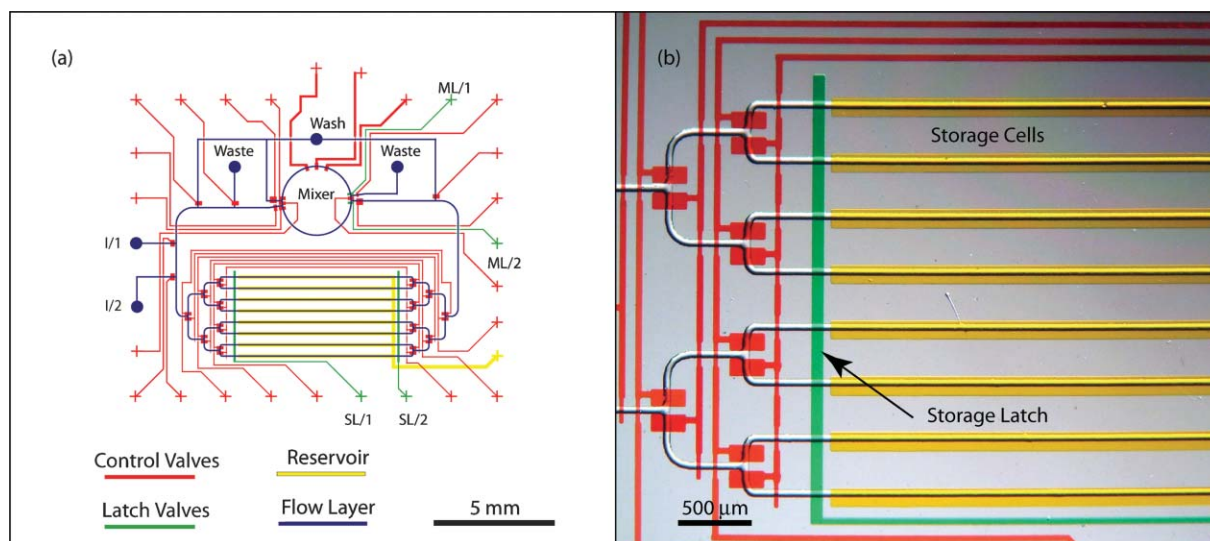 (a)
ML/1
Wash
Waste
Waste
Mixer
I/1
ML/2
I/2
SL/1
SL/2
Control Valves
Reservoir
Latch Valves
Flow Layer
5 mm
(b)
Storage Cells
Storage Latch
500 µm